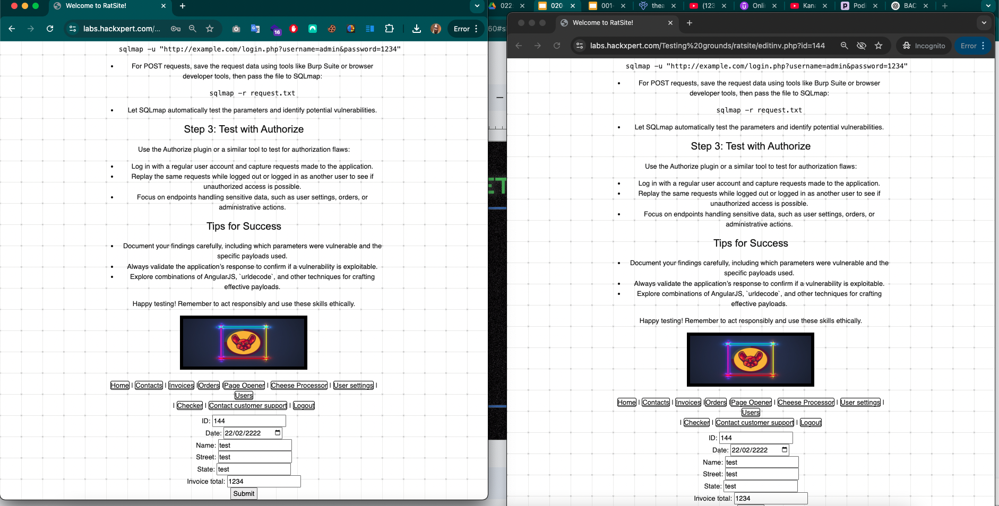 Welcome to RatSite!
labs.hackxpert.com/...
16
Error
sqlmap -u "http://example.com/login.php?username=admin&password=1234"
For POST requests, save the request data using tools like Burp Suite or browser
developer tools, then pass the file to SQLmap:
sqlmap -r request.txt
Let SQLmap automatically test the parameters and identify potential vulnerabilities.
Step 3: Test with Authorize
Use the Authorize plugin or a similar tool to test for authorization flaws:
Log in with a regular user account and capture requests made to the application.
Replay the same requests while logged out or logged in as another user to see if
unauthorized access is possible.
Focus on endpoints handling sensitive data, such as user settings, orders, or
administrative actions.
Tips for Success
Document your findings carefully, including which parameters were vulnerable and the
specific payloads used.
Always validate the application's response to confirm if a vulnerability is exploitable.
Explore combinations of AngularJS, `urldecode`, and other techniques for crafting
effective payloads.
Happy testing! Remember to act responsibly and use these skills ethically.
Home | Contacts | Invoices |Orders |Page Opener | Cheese Processor | User settings |
Users
| Checker | Contact customer support | Logout
ID: 144
Date: 22/02/2222
Name: test
Street: test
State: test
Invoice total: 1234
Submit
022 020 001- thea (123 Onli Kana Podi BAC
60#s
ET
Welcome to RatSite!
labs.hackxpert.com/Testing%20grounds/ratsite/editinv.php?id=144
Incognito
Error
sqlmap -u "http://example.com/login.php?username=admin&password=1234"
For POST requests, save the request data using tools like Burp Suite or browser
developer tools, then pass the file to SQLmap:
sqlmap -r request.txt
Let SQLmap automatically test the parameters and identify potential vulnerabilities.
Step 3: Test with Authorize
Use the Authorize plugin or a similar tool to test for authorization flaws:
Log in with a regular user account and capture requests made to the application.
Replay the same requests while logged out or logged in as another user to see if
unauthorized access is possible.
Focus on endpoints handling sensitive data, such as user settings, orders, or
administrative actions.
Tips for Success
Document your findings carefully, including which parameters were vulnerable and the
specific payloads used.
Always validate the application's response to confirm if a vulnerability is exploitable.
Explore combinations of AngularJS, `urldecode`, and other techniques for crafting
effective payloads.
Happy testing! Remember to act responsibly and use these skills ethically.
Home | Contacts | Invoices |Orders |Page Opener | Cheese Processor | User settings |
Users
| Checker | Contact customer support | Logout
ID: 144
Date: 22/02/2222
Name: test
Street: test
State: test
Invoice total: 1234